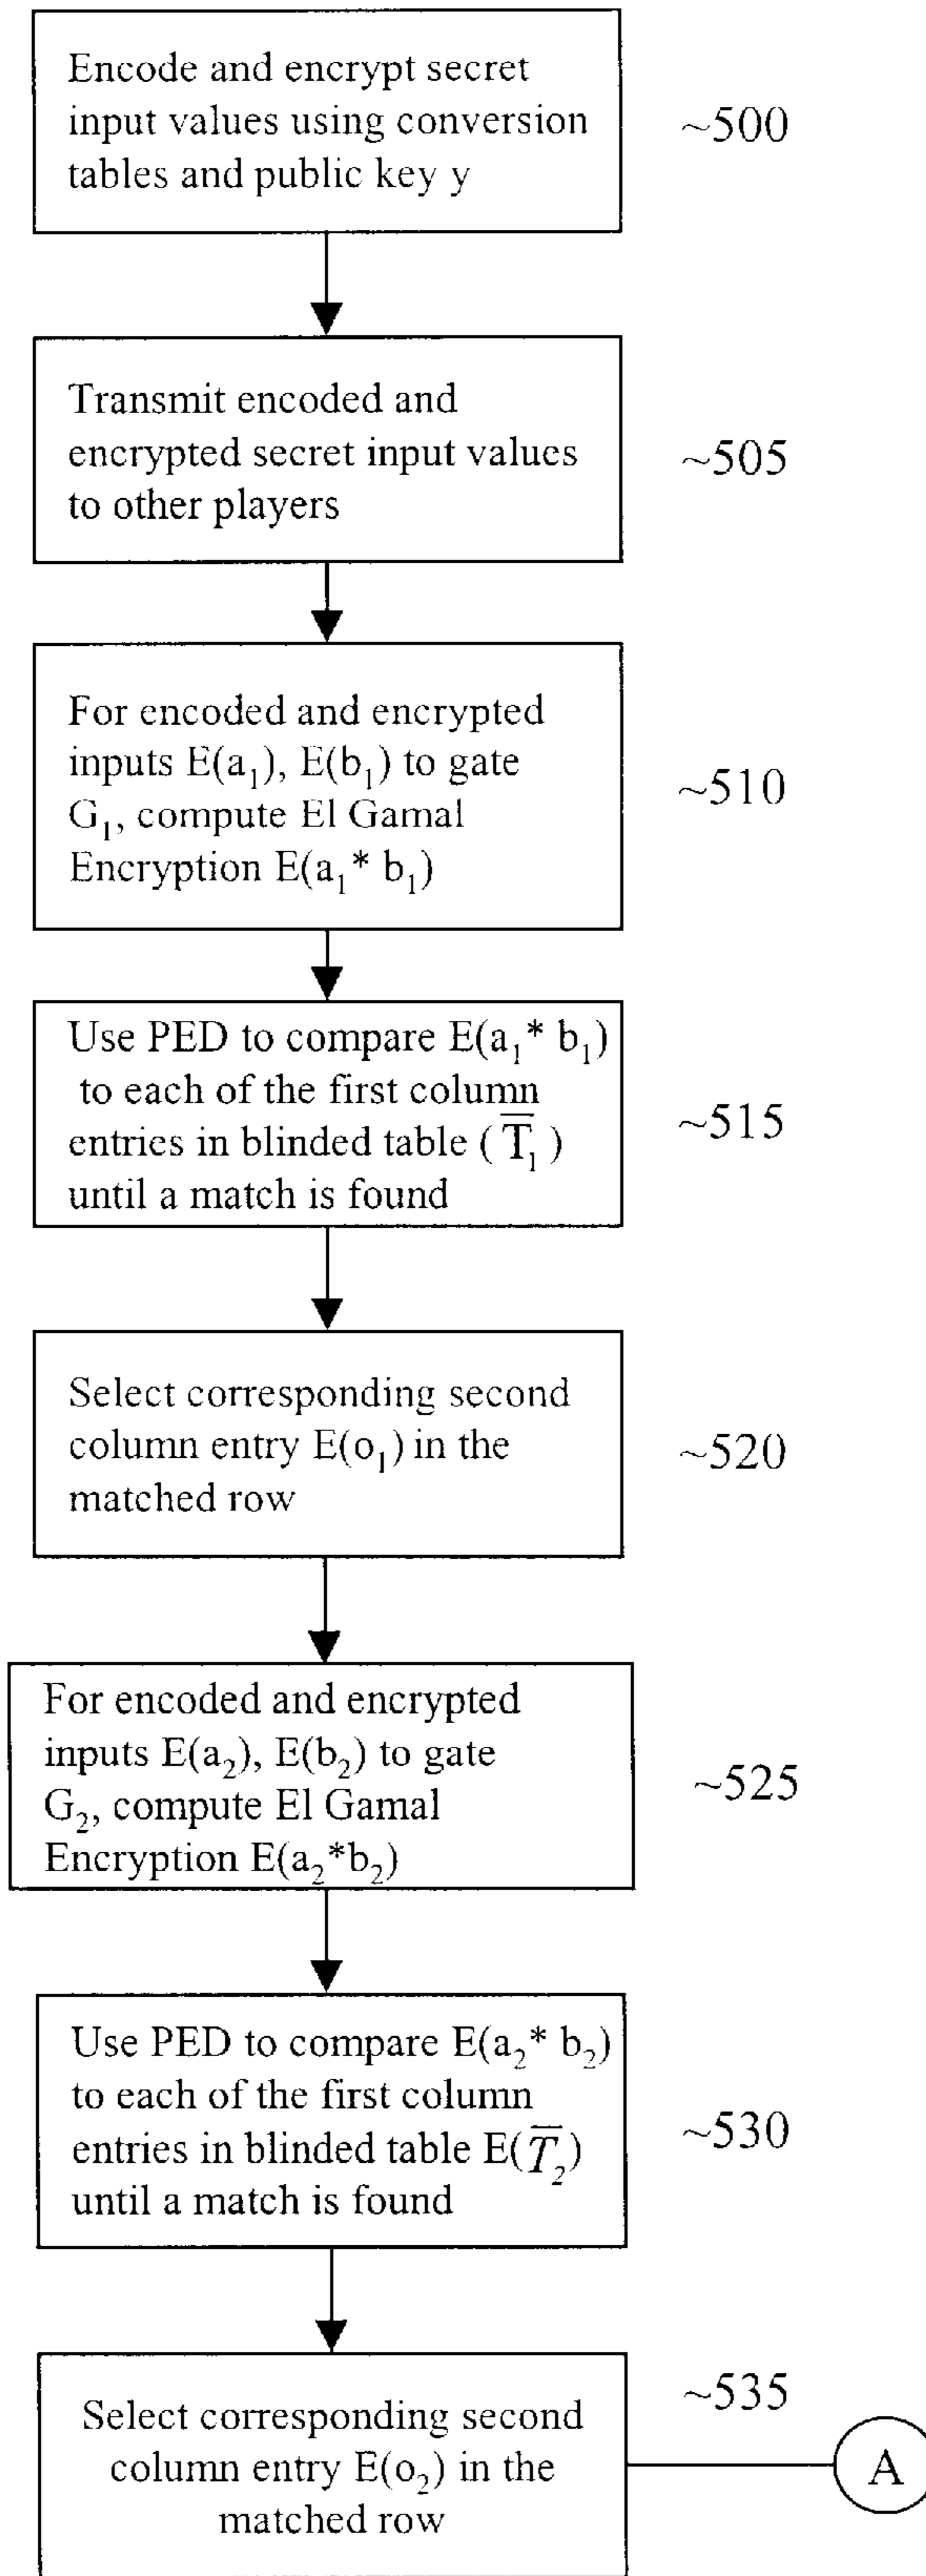 Encode and encrypt secret
input values using conversion
tables and public key y
~500
Transmit encoded and
encrypted secret input values
to other players
~505
For encoded and encrypted
inputs E(a₁), E(b₁) to gate
G₁, compute El Gamal
Encryption E(a₁* b₁)
~510
Use PED to compare E(a₁* b₁)
to each of the first column
entries in blinded table ( T̅₁ )
until a match is found
~515
Select corresponding second
column entry E(o₁) in the
matched row
~520
For encoded and encrypted
inputs E(a₂), E(b₂) to gate
G₂, compute El Gamal
Encryption E(a₂*b₂)
~525
Use PED to compare E(a₂* b₂)
to each of the first column
entries in blinded table E(T̅₂)
until a match is found
~530
Select corresponding second
column entry E(o₂) in the
matched row
~535
A